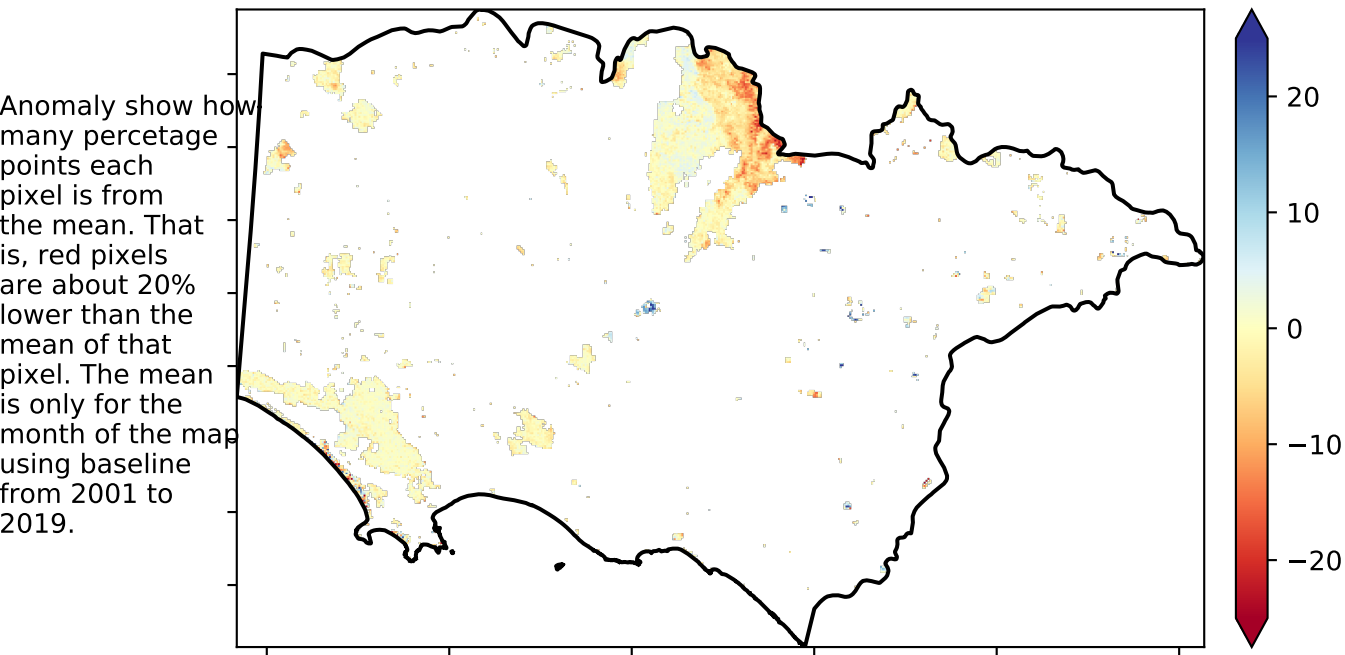 Anomaly show how
many percetage
points each
pixel is from
the mean. That
is, red pixels
are about 20%
lower than the
mean of that
pixel. The mean
is only for the
month of the map
using baseline
from 2001 to
2019.
20
10
0
−10
−20